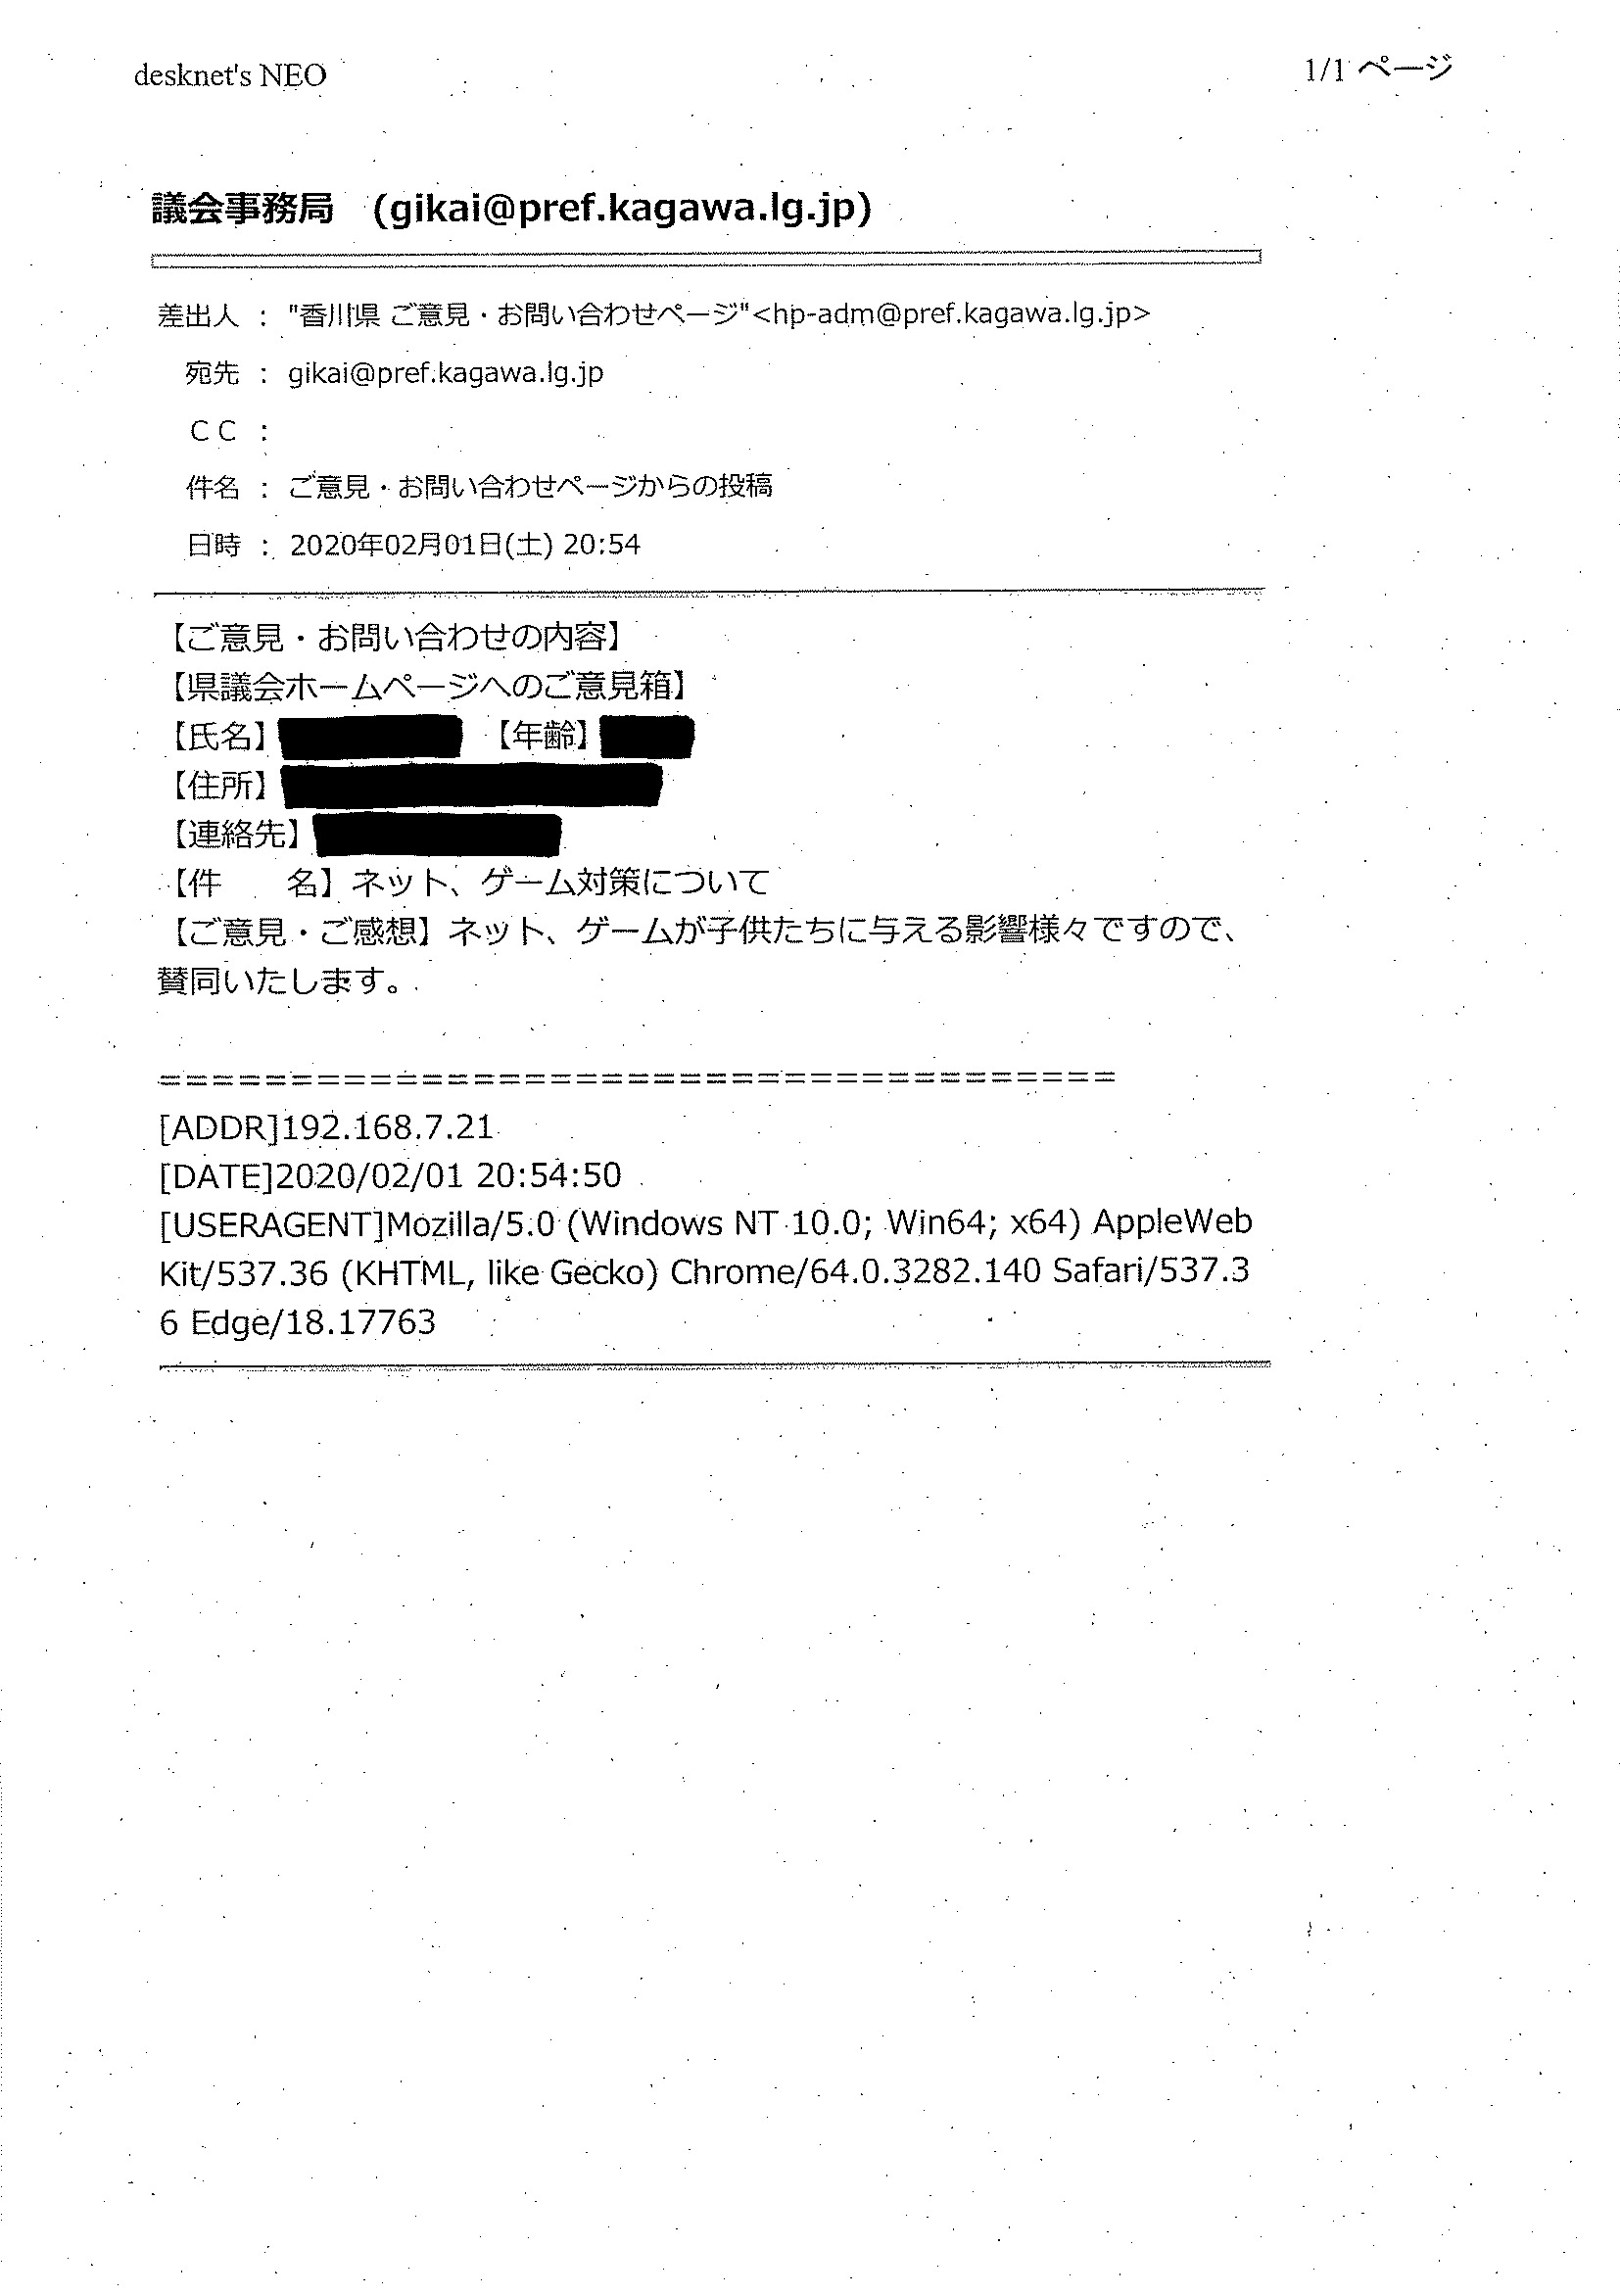 desknet's NEO
1/1 ページ
議会事務局　(gikai@pref.kagawa.lg.jp)
差出人 : "香川県 ご意見・お問い合わせページ"<hp-adm@pref.kagawa.lg.jp>
宛先 : gikai@pref.kagawa.lg.jp
ＣＣ :
件名 : ご意見・お問い合わせページからの投稿
日時 : 2020年02月01日(土) 20:54
【ご意見・お問い合わせの内容】
【県議会ホームページへのご意見箱】
【氏名】 【年齢】
【住所】
【連絡先】
【件　　名】ネット、ゲーム対策について
【ご意見・ご感想】ネット、ゲームが子供たちに与える影響様々ですので、
賛同いたします。
=====================================
[ADDR]192.168.7.21
[DATE]2020/02/01 20:54:50
[USERAGENT]Mozilla/5.0 (Windows NT 10.0; Win64; x64) AppleWeb
Kit/537.36 (KHTML, like Gecko) Chrome/64.0.3282.140 Safari/537.3
6 Edge/18.17763